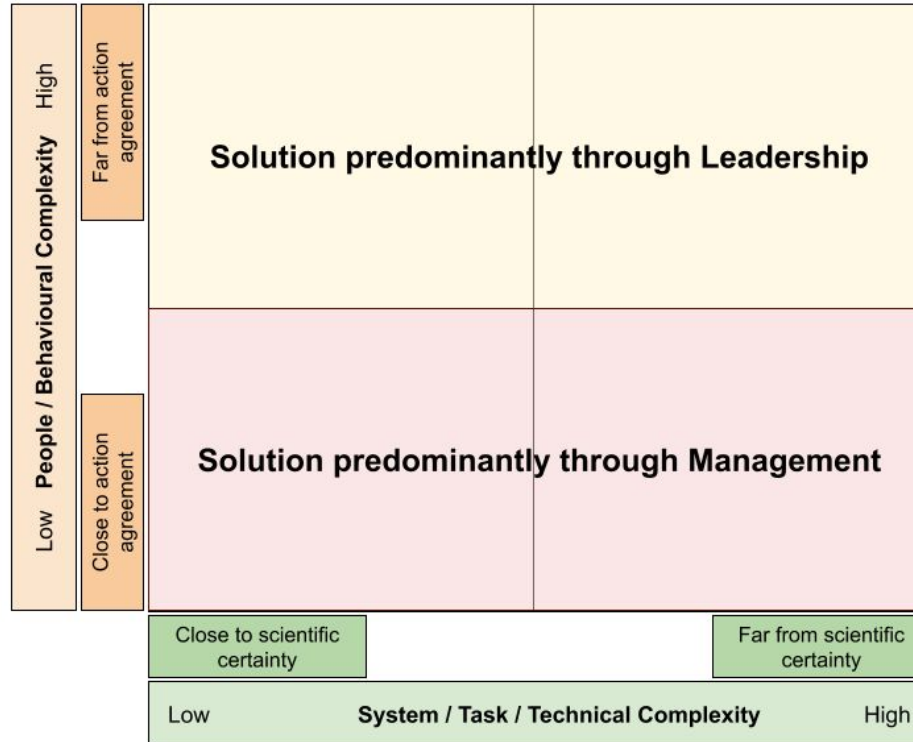 High
People / Behavioural Complexity
Low
Far from action
agreement
Close to action
agreement
Solution predominantly through Leadership
Solution predominantly through Management
Close to scientific
certainty
Far from scientific
certainty
Low
System / Task / Technical Complexity
High